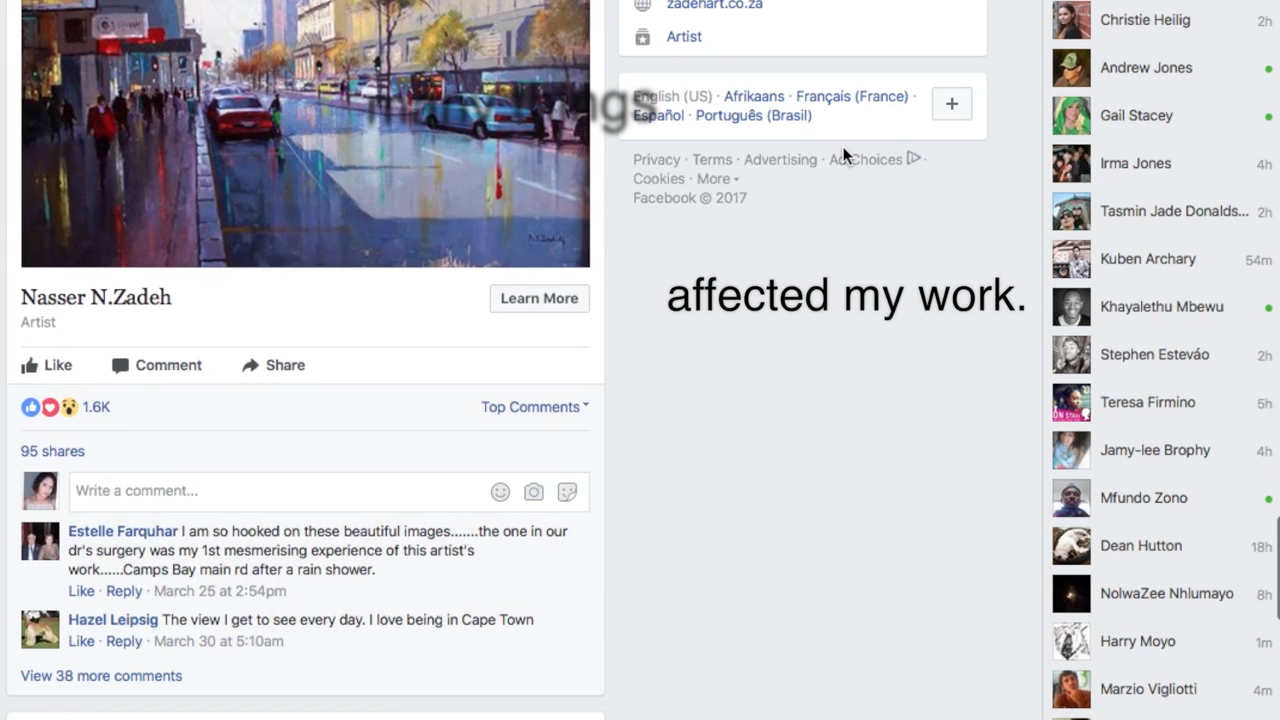 Nasser N.Zadeh
Artist
Learn More
Like
Comment
Share
1.6K
Top Comments
95 shares
Write a comment...
Estelle Farquhar I am so hooked on these beautiful images.......the one in our
dr's surgery was my 1st mesmerising experience of this artist's
work......Camps Bay main rd after a rain shower.
Like · Reply · March 25 at 2:54pm
Hazel Leipsig The view I get to see every day. I love being in Cape Town
Like · Reply · March 30 at 5:10am
View 38 more comments
zadehart.co.za
Artist
English (US) · Afrikaans · Français (France) ·
Español · Português (Brasil)
+
Privacy · Terms · Advertising · AdChoices ·
Cookies · More
Facebook © 2017
affected my work.
Christie Heilig 2h
Andrew Jones
Gail Stacey
Irma Jones 4h
Tasmin Jade Donalds... 2h
Kuben Archary 54m
Khayalethu Mbewu
Stephen Esteváo 2h
Teresa Firmino 5h
Jamy-lee Brophy 4h
Mfundo Zono
Dean Hutton 18h
NolwaZee Nhlumayo 8h
Harry Moyo 1m
Marzio Vigliotti 4m